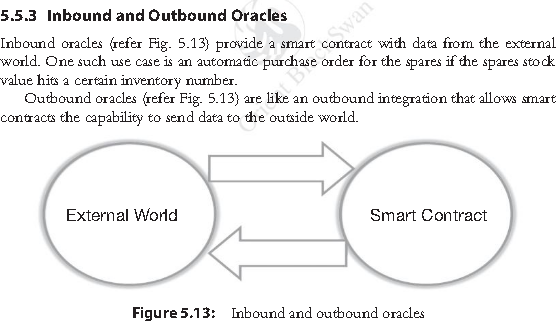 5.5.3 Inbound and Outbound Oracles
Inbound oracles (refer Fig. 5.13) provide a smart contract with data from the external
world. One such use case is an automatic purchase order for the spares if the spares stock
value hits a certain inventory number.
Outbound oracles (refer Fig. 5.13) are like an outbound integration that allows smart
contracts the capability to send data to the outside world.
External World
Smart Contract
Figure 5.13: Inbound and outbound oracles